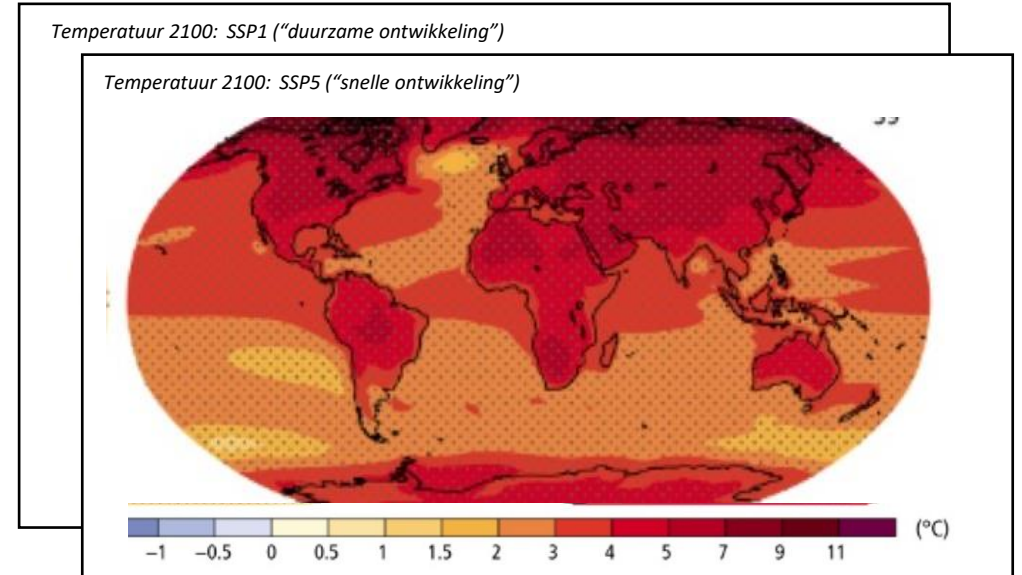 Temperatuur 2100: SSP1 (“duurzame ontwikkeling”)
Temperatuur 2100: SSP5 (“snelle ontwikkeling”)
−1 −0.5 0 0.5 1 1.5 2 3 4 5 7 9 11 (°C)